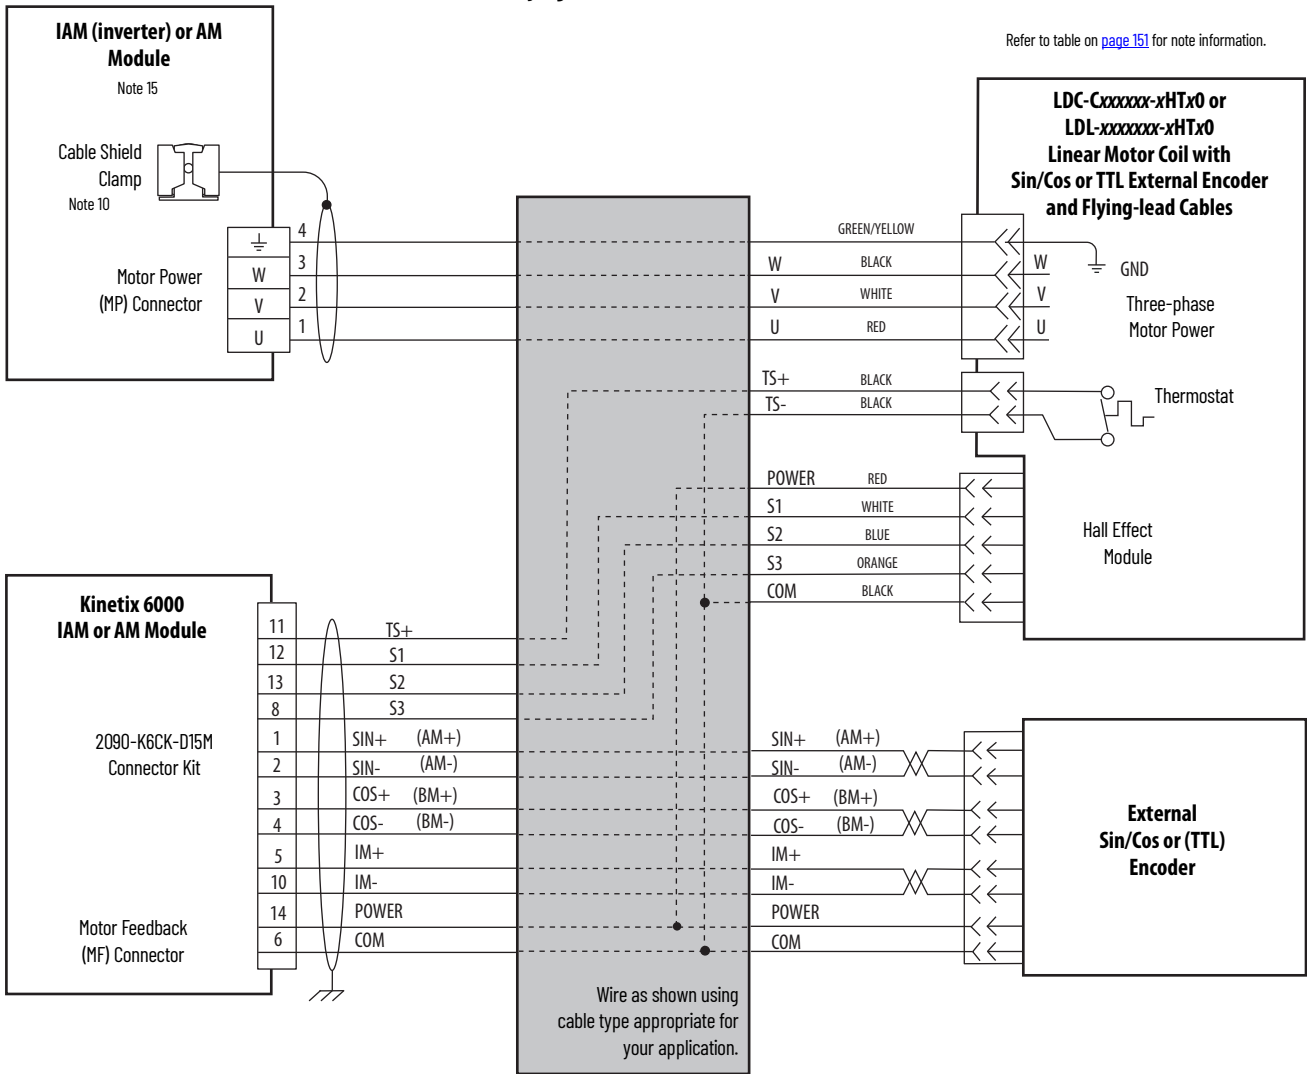 IAM (inverter) or AM
Module
Note 15
Cable Shield
Clamp
Note 10
Motor Power
(MP) Connector
W
V
U
4
3
2
1
Refer to table on page 151 for note information.
LDC-Cxxxxxx-xHTx0 or
LDL-xxxxxxx-xHTx0
Linear Motor Coil with
Sin/Cos or TTL External Encoder
and Flying-lead Cables
GREEN/YELLOW
W BLACK
V WHITE
U RED
W
V
U
GND
Three-phase
Motor Power
TS+ BLACK
TS- BLACK
Thermostat
POWER RED
S1 WHITE
S2 BLUE
S3 ORANGE
COM BLACK
Hall Effect
Module
Kinetix 6000
IAM or AM Module
2090-K6CK-D15M
Connector Kit
Motor Feedback
(MF) Connector
11 TS+
12 S1
13 S2
8 S3
1 SIN+ (AM+)
2 SIN- (AM-)
3 COS+ (BM+)
4 COS- (BM-)
5 IM+
10 IM-
14 POWER
6 COM
Wire as shown using
cable type appropriate for
your application.
SIN+ (AM+)
SIN- (AM-)
COS+ (BM+)
COS- (BM-)
IM+
IM-
POWER
COM
External
Sin/Cos or (TTL)
Encoder